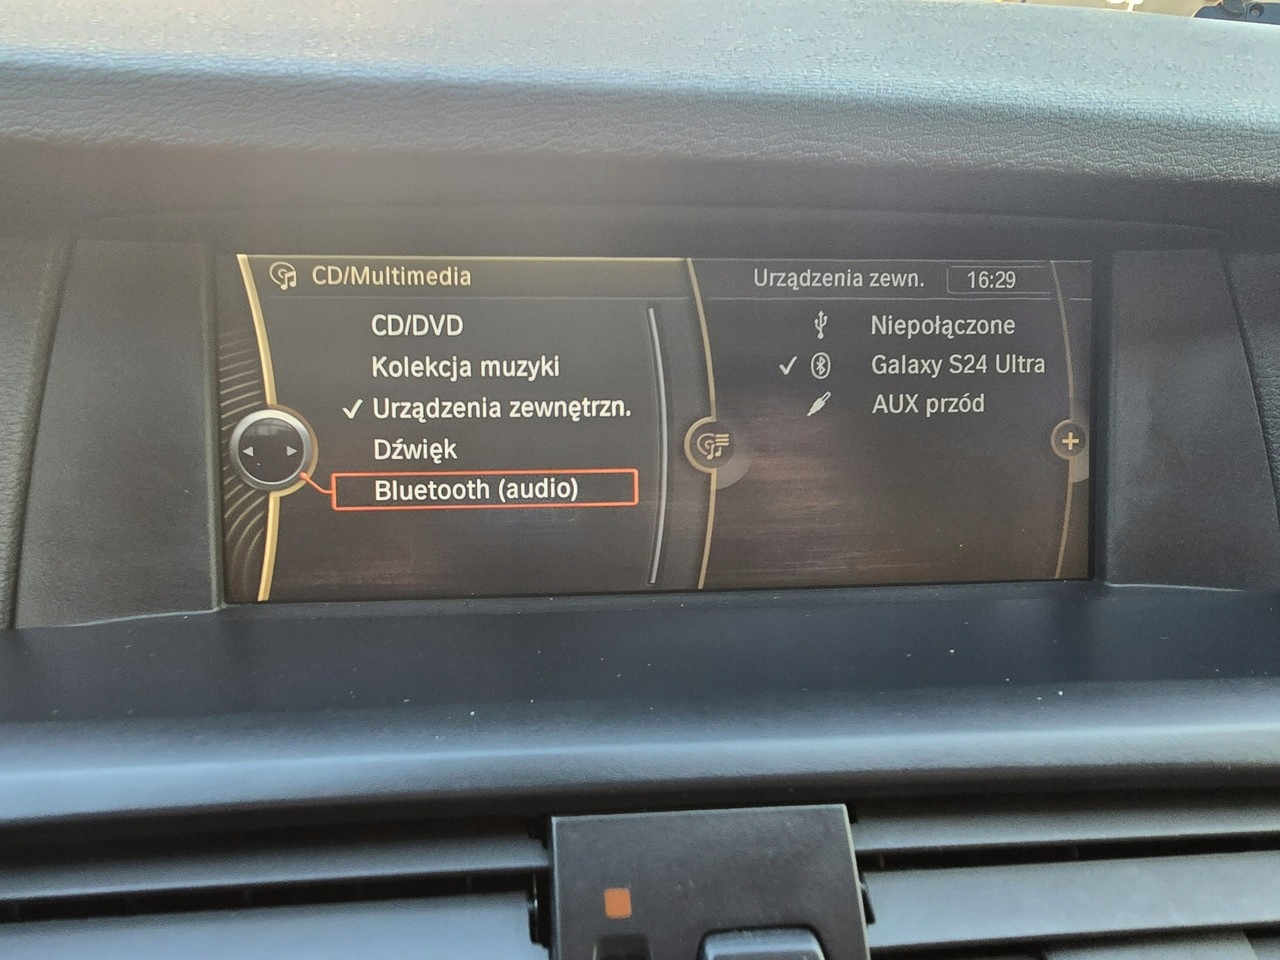 CD/Multimedia
CD/DVD
Kolekcja muzyki
✓ Urządzenia zewnętrzn.
Dźwięk
Bluetooth (audio)
Urządzenia zewn. 16:29
Niepołączone
✓ Galaxy S24 Ultra
AUX przód